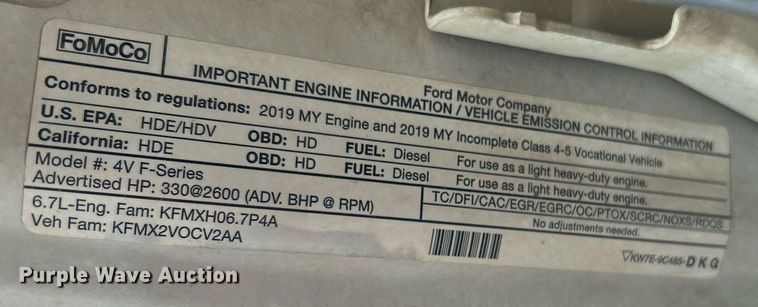 FoMoCo
Ford Motor Company
IMPORTANT ENGINE INFORMATION / VEHICLE EMISSION CONTROL INFORMATION
Conforms to regulations: 2019 MY Engine and 2019 MY Incomplete Class 4-5 Vocational Vehicle
U.S. EPA: HDE/HDV OBD: HD FUEL: Diesel For use as a light heavy-duty engine.
California: HDE OBD: HD FUEL: Diesel For use as a light heavy-duty engine.
Model #: 4V F-Series
Advertised HP: 330@2600 (ADV. BHP @ RPM)
TC/DFI/CAC/EGR/EGRC/OC/PTOX/SCRC/NOXS/RDQS
No adjustments needed.
6.7L-Eng. Fam: KFMXH06.7P4A
Veh Fam: KFMX2VOCV2AA
KW7E-9C485-DKG
Purple Wave Auction